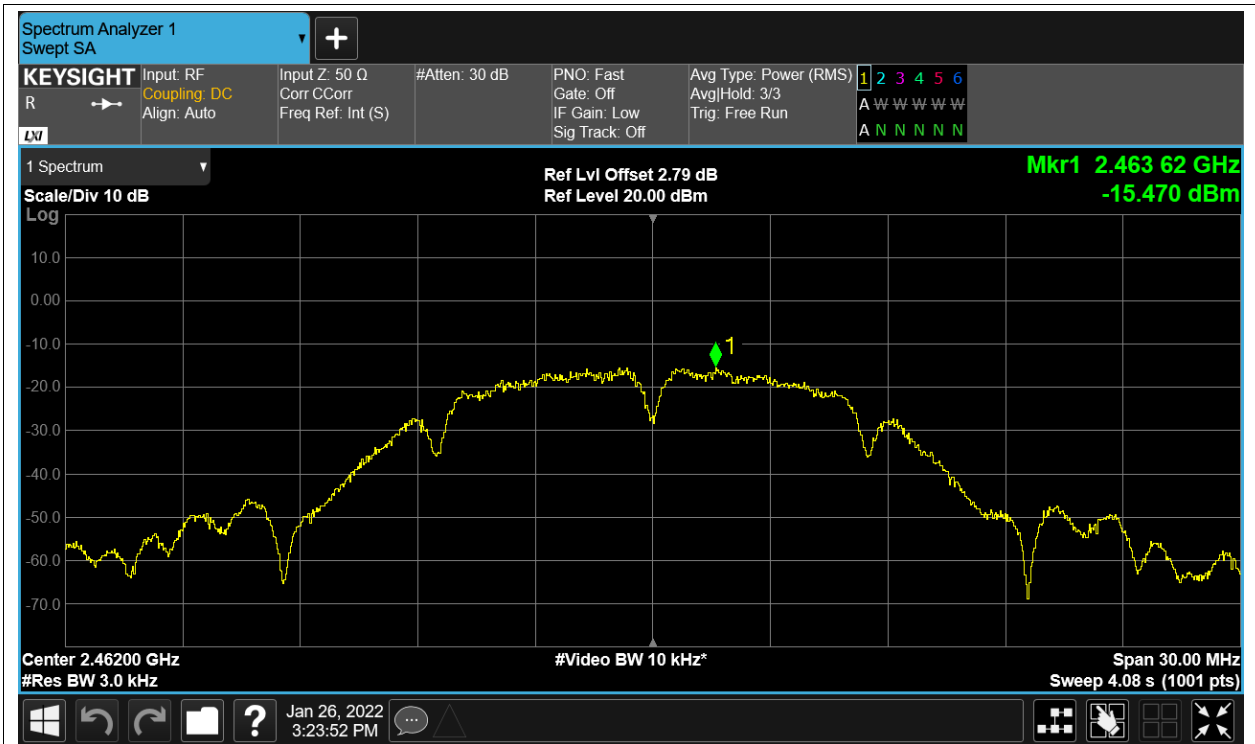 Spectrum Analyzer 1
Swept SA
KEYSIGHT
R
LXI
Input: RF
Coupling: DC
Align: Auto
Input Z: 50 Ω
Corr CCorr
Freq Ref: Int (S)
#Atten: 30 dB
PNO: Fast
Gate: Off
IF Gain: Low
Sig Track: Off
Avg Type: Power (RMS)
Avg|Hold: 3/3
Trig: Free Run
1 2 3 4 5 6
A W W W W W
A N N N N N
1 Spectrum
Scale/Div 10 dB
Log
Ref Lvl Offset 2.79 dB
Ref Level 20.00 dBm
Mkr1 2.463 62 GHz
-15.470 dBm
10.0
0.00
-10.0
1
-20.0
-30.0
-40.0
-50.0
-60.0
-70.0
Center 2.46200 GHz
#Res BW 3.0 kHz
#Video BW 10 kHz*
Span 30.00 MHz
Sweep 4.08 s (1001 pts)
?
Jan 26, 2022
3:23:52 PM